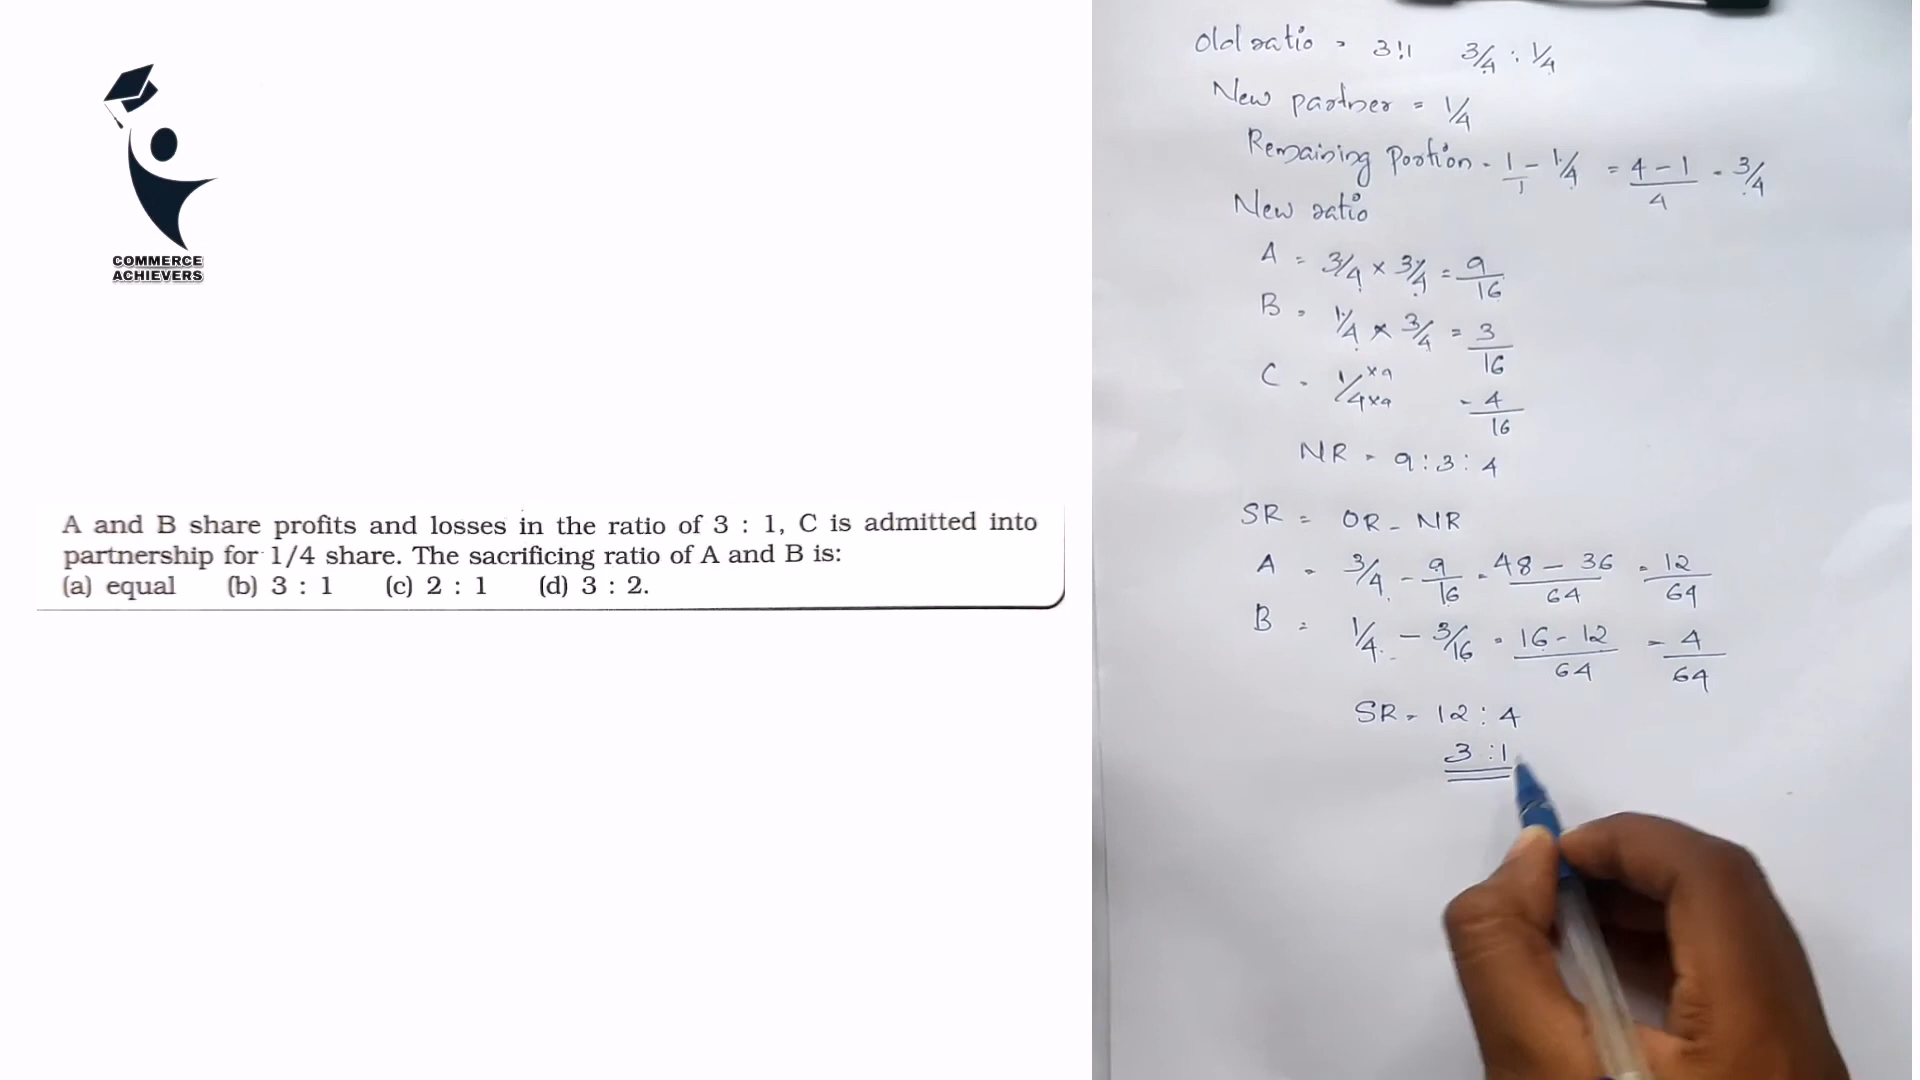 COMMERCE
ACHIEVERS
A and B share profits and losses in the ratio of 3 : 1, C is admitted into
partnership for 1/4 share. The sacrificing ratio of A and B is:
(a) equal (b) 3 : 1 (c) 2 : 1 (d) 3 : 2.
Old ratio = 3:1 3/4 : 1/4
New partner = 1/4
Remaining Portion = 1/1 - 1/4 = 4-1/4 = 3/4
New ratio
A = 3/4 × 3/4 = 9/16
B = 1/4 × 3/4 = 3/16
C = 1/4 ×4/×4 = 4/16
NR = 9:3:4
SR = OR - NR
A = 3/4 - 9/16 = 48 - 36/64 = 12/64
B = 1/4 - 3/16 = 16 - 12/64 = 4/64
SR = 12:4
3:1